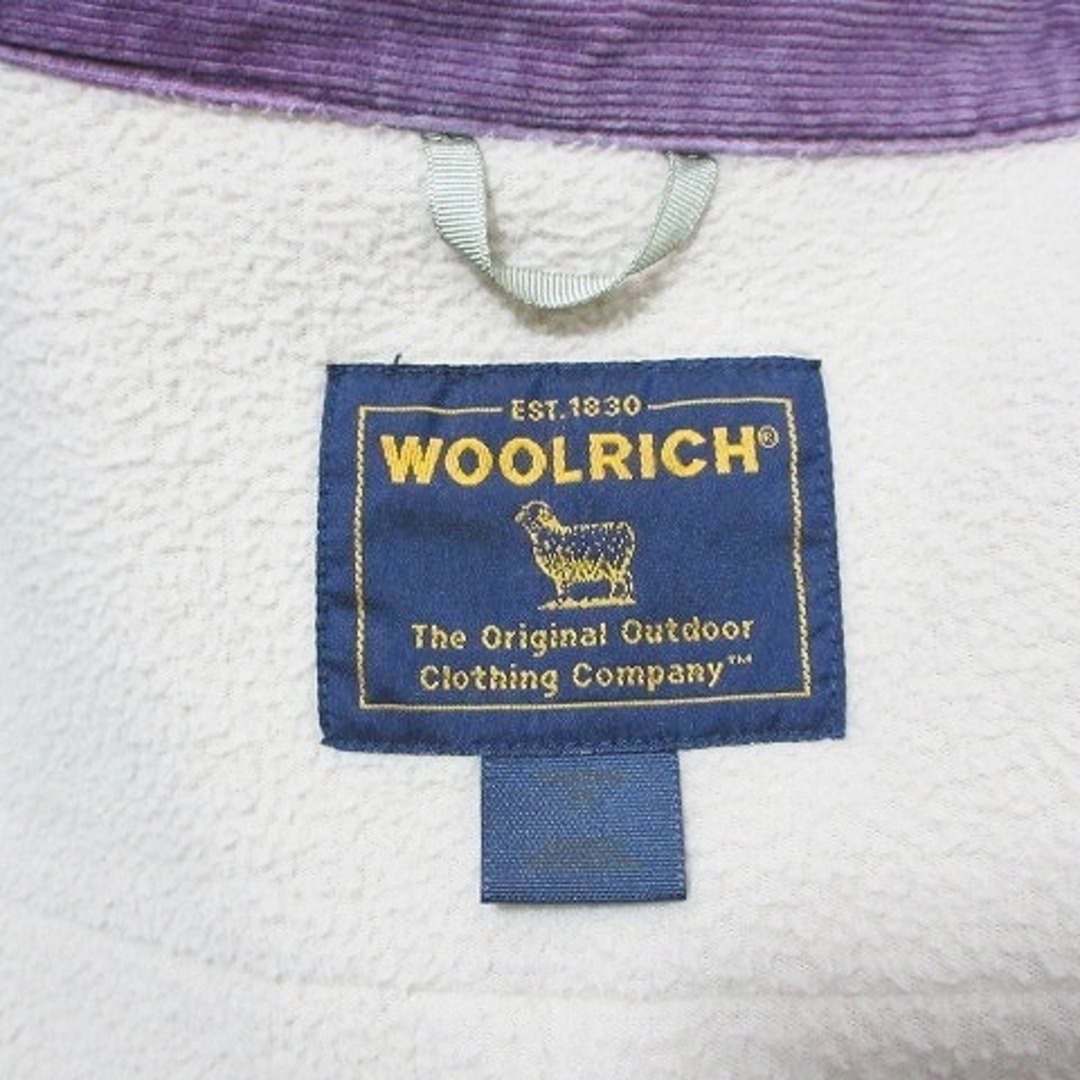 EST. 1830
WOOLRICH®
The Original Outdoor
Clothing Company™